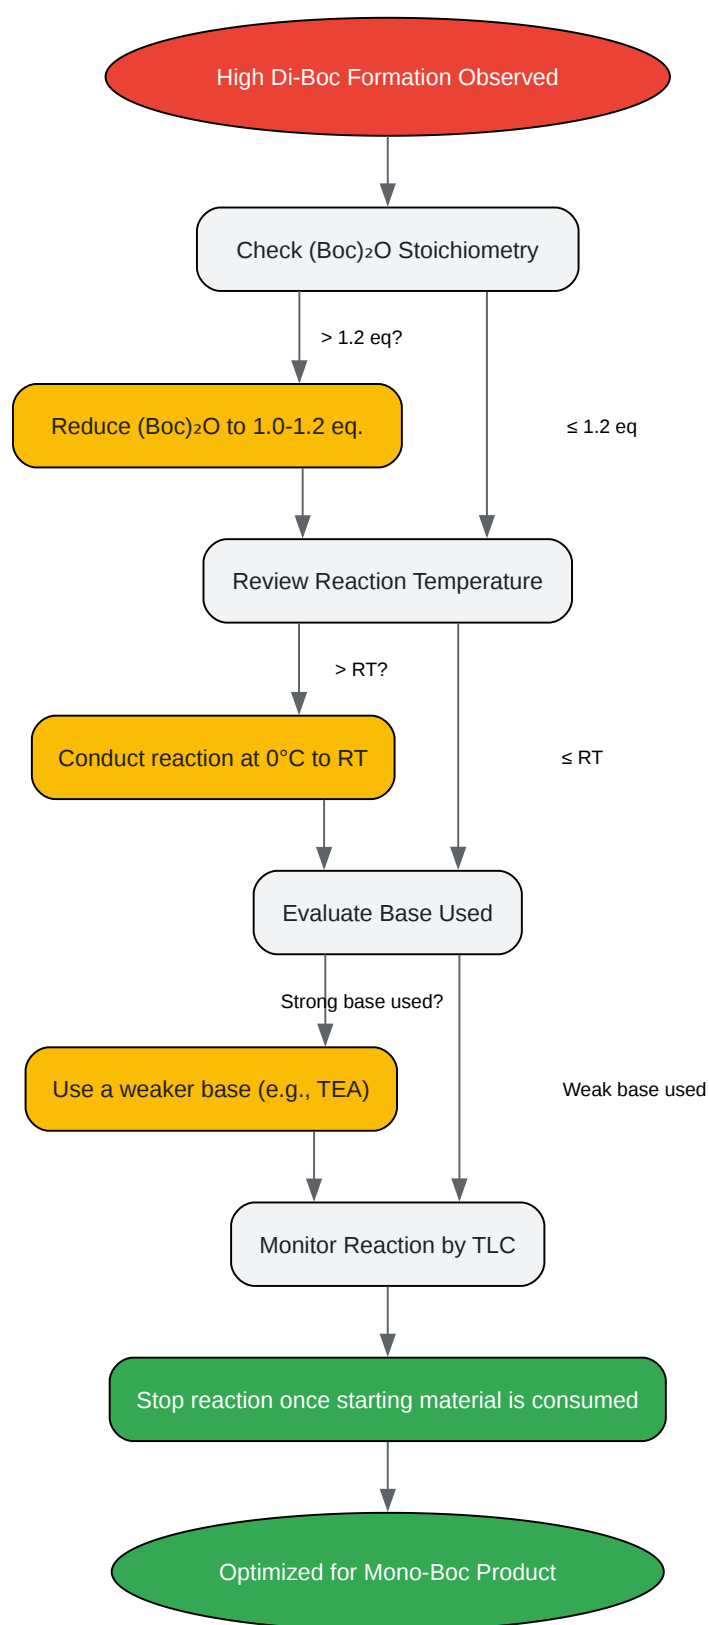 High Di-Boc Formation Observed
Check (Boc)₂O Stoichiometry
> 1.2 eq?
Reduce (Boc)₂O to 1.0-1.2 eq.
≤ 1.2 eq
Review Reaction Temperature
> RT?
Conduct reaction at 0°C to RT
≤ RT
Evaluate Base Used
Strong base used?
Use a weaker base (e.g., TEA)
Weak base used
Monitor Reaction by TLC
Stop reaction once starting material is consumed
Optimized for Mono-Boc Product